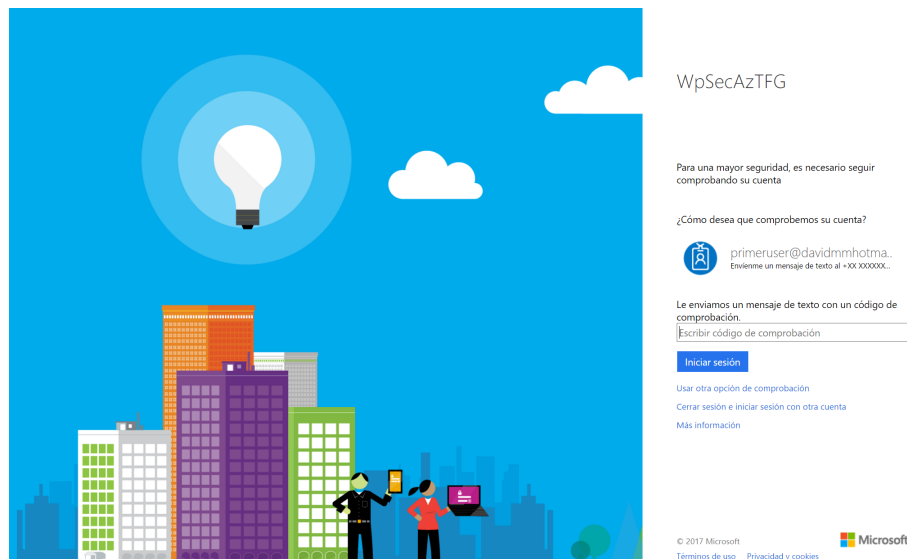 WpSecAzTFG
Para una mayor seguridad, es necesario seguir
comprobando su cuenta
¿Cómo desea que comprobemos su cuenta?
primeruser@davidmmhotma..
Envíenme un mensaje de texto al +XX XXXXXX...
Le enviamos un mensaje de texto con un código de
comprobación.
Escribir código de comprobación
Iniciar sesión
Usar otra opción de comprobación
Cerrar sesión e iniciar sesión con otra cuenta
Más información
© 2017 Microsoft
Microsoft
Términos de uso Privacidad y cookies